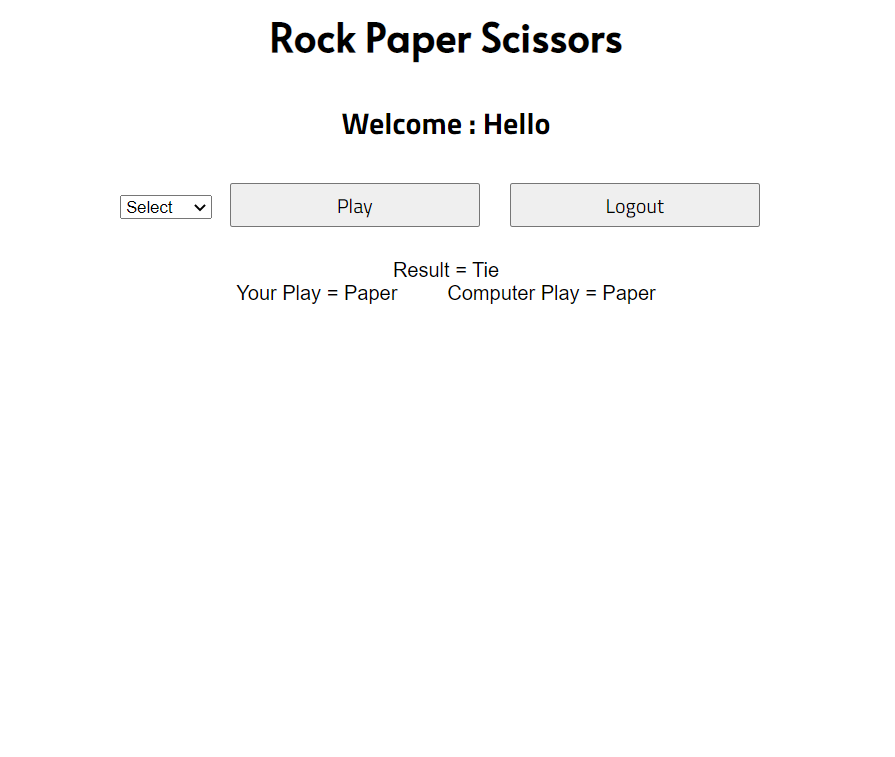 Rock Paper Scissors
Welcome : Hello
Select Play Logout
Result = Tie
Your Play = Paper Computer Play = Paper